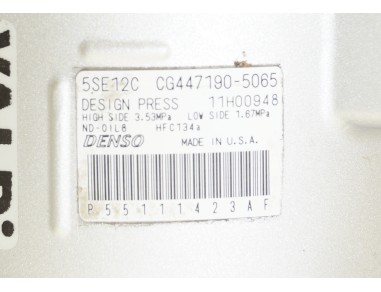 5SE12C CG447190-5065
DESIGN PRESS 11H00948
HIGH SIDE 3.53MPa LOW SIDE 1.67MPa
ND-OIL8 HFC134a
DENSO MADE IN U.S.A.
P55111423AF